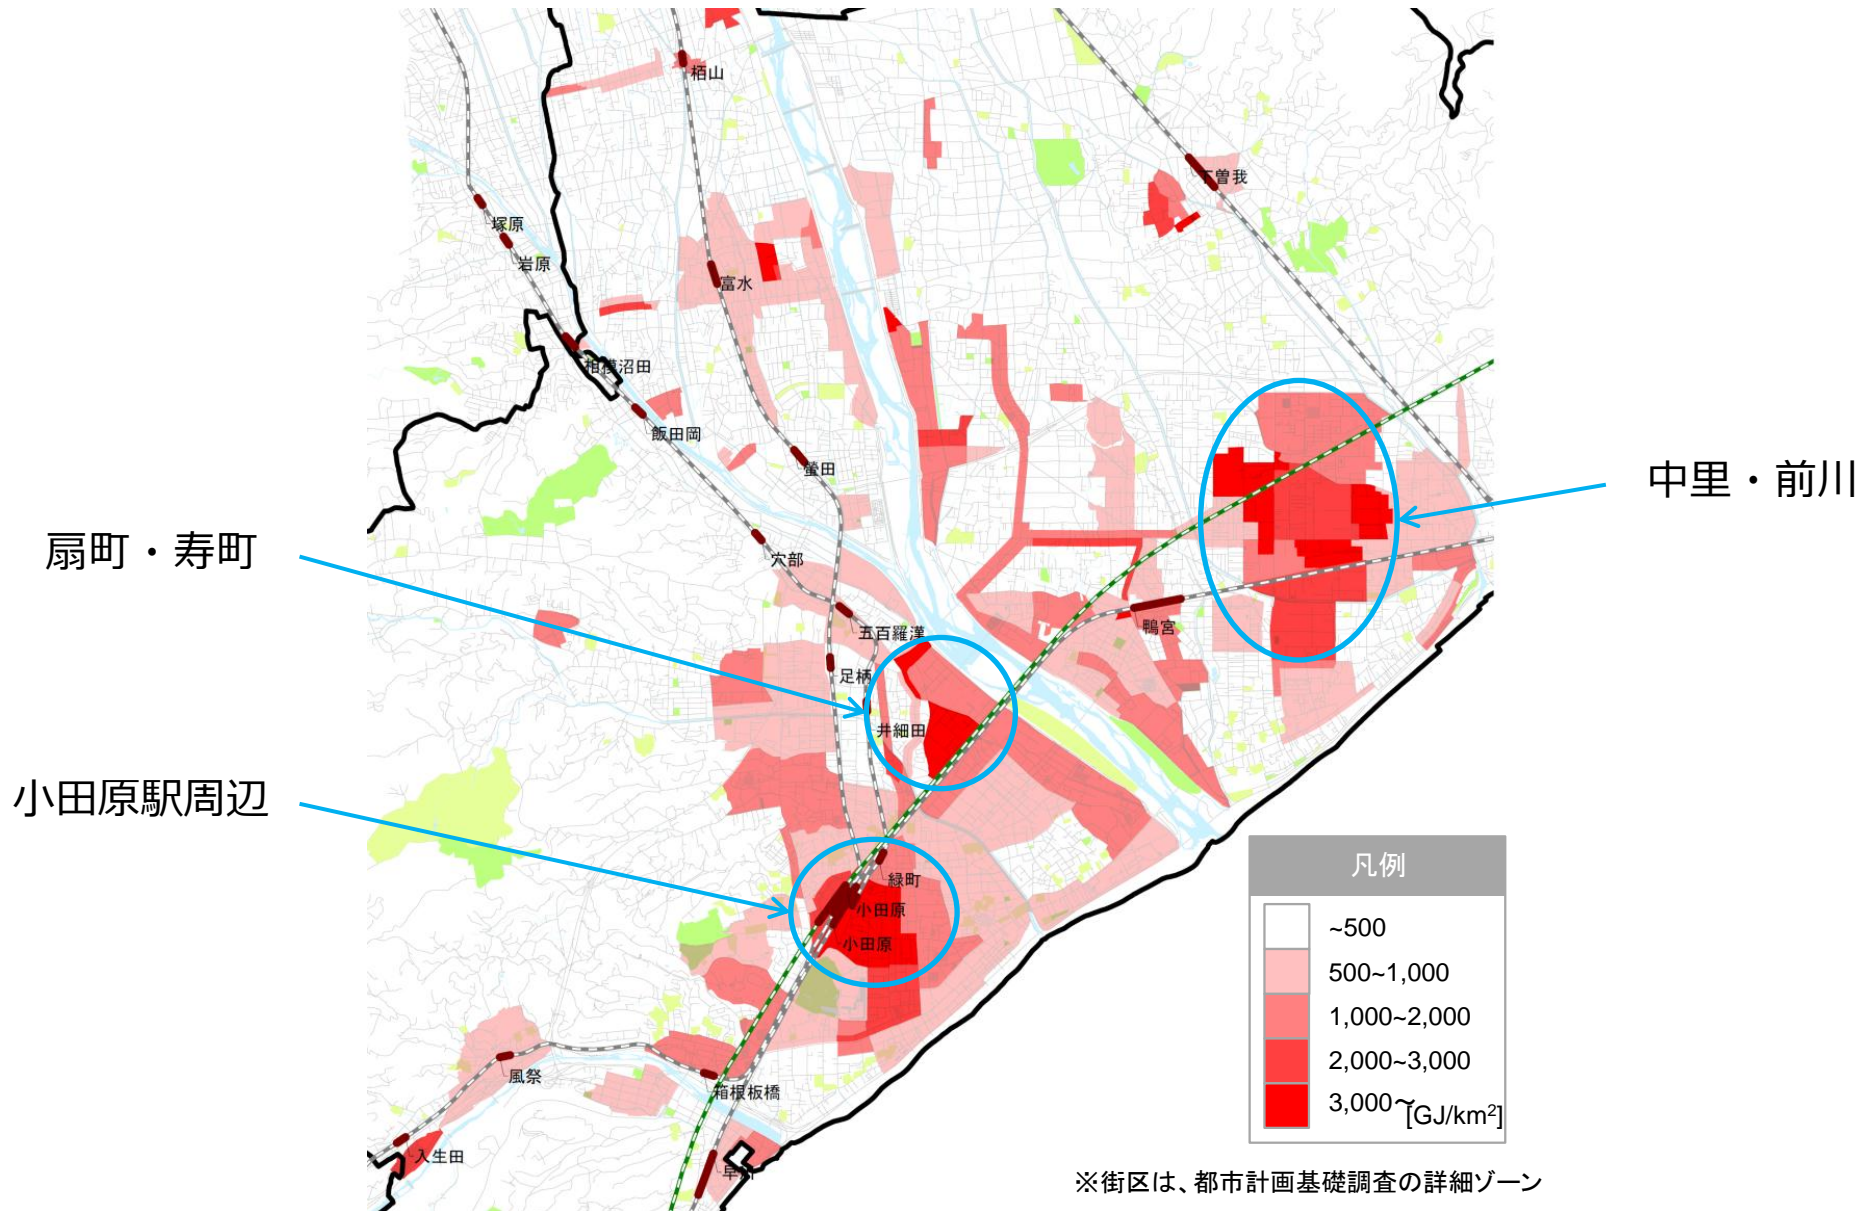 栢山
下曽我
塚原
岩原
富水
相模沼田
飯田岡
螢田
中里・前川
扇町・寿町
穴部
五百羅漢
鴨宮
足柄
井細田
小田原駅周辺
緑町
小田原
小田原
風祭
箱根板橋
入生田
早川
凡例
~500
500~1,000
1,000~2,000
2,000~3,000
3,000~
[GJ/km²]
※街区は、都市計画基礎調査の詳細ゾーン